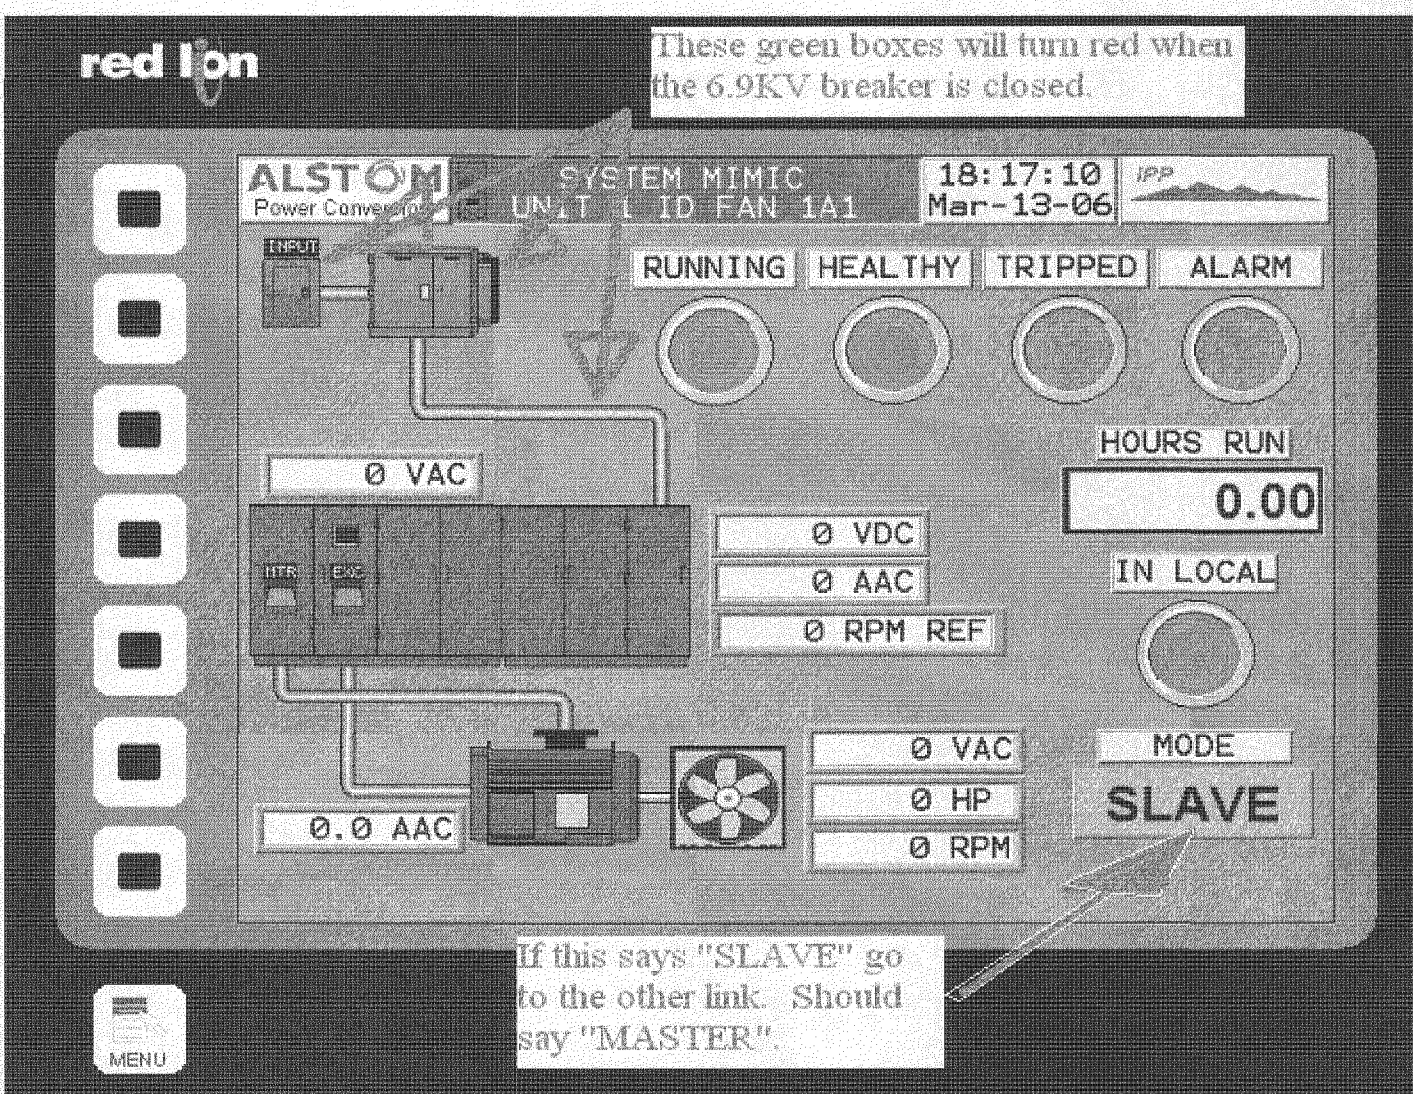 red lion
These green boxes will turn red when
the 6.9KV breaker is closed.
ALSTOM
Power Conversion
SYSTEM MIMIC
UNIT 1 ID FAN 1A1
18:17:10
Mar-13-06
IPP
INPUT
RUNNING
HEALTHY
TRIPPED
ALARM
HOURS RUN
0.00
0 VAC
0 VDC
0 AAC
0 RPM REF
MTR
EXC
IN LOCAL
MODE
SLAVE
0 VAC
0 HP
0 RPM
0.0 AAC
If this says "SLAVE" go
to the other link. Should
say "MASTER".
MENU